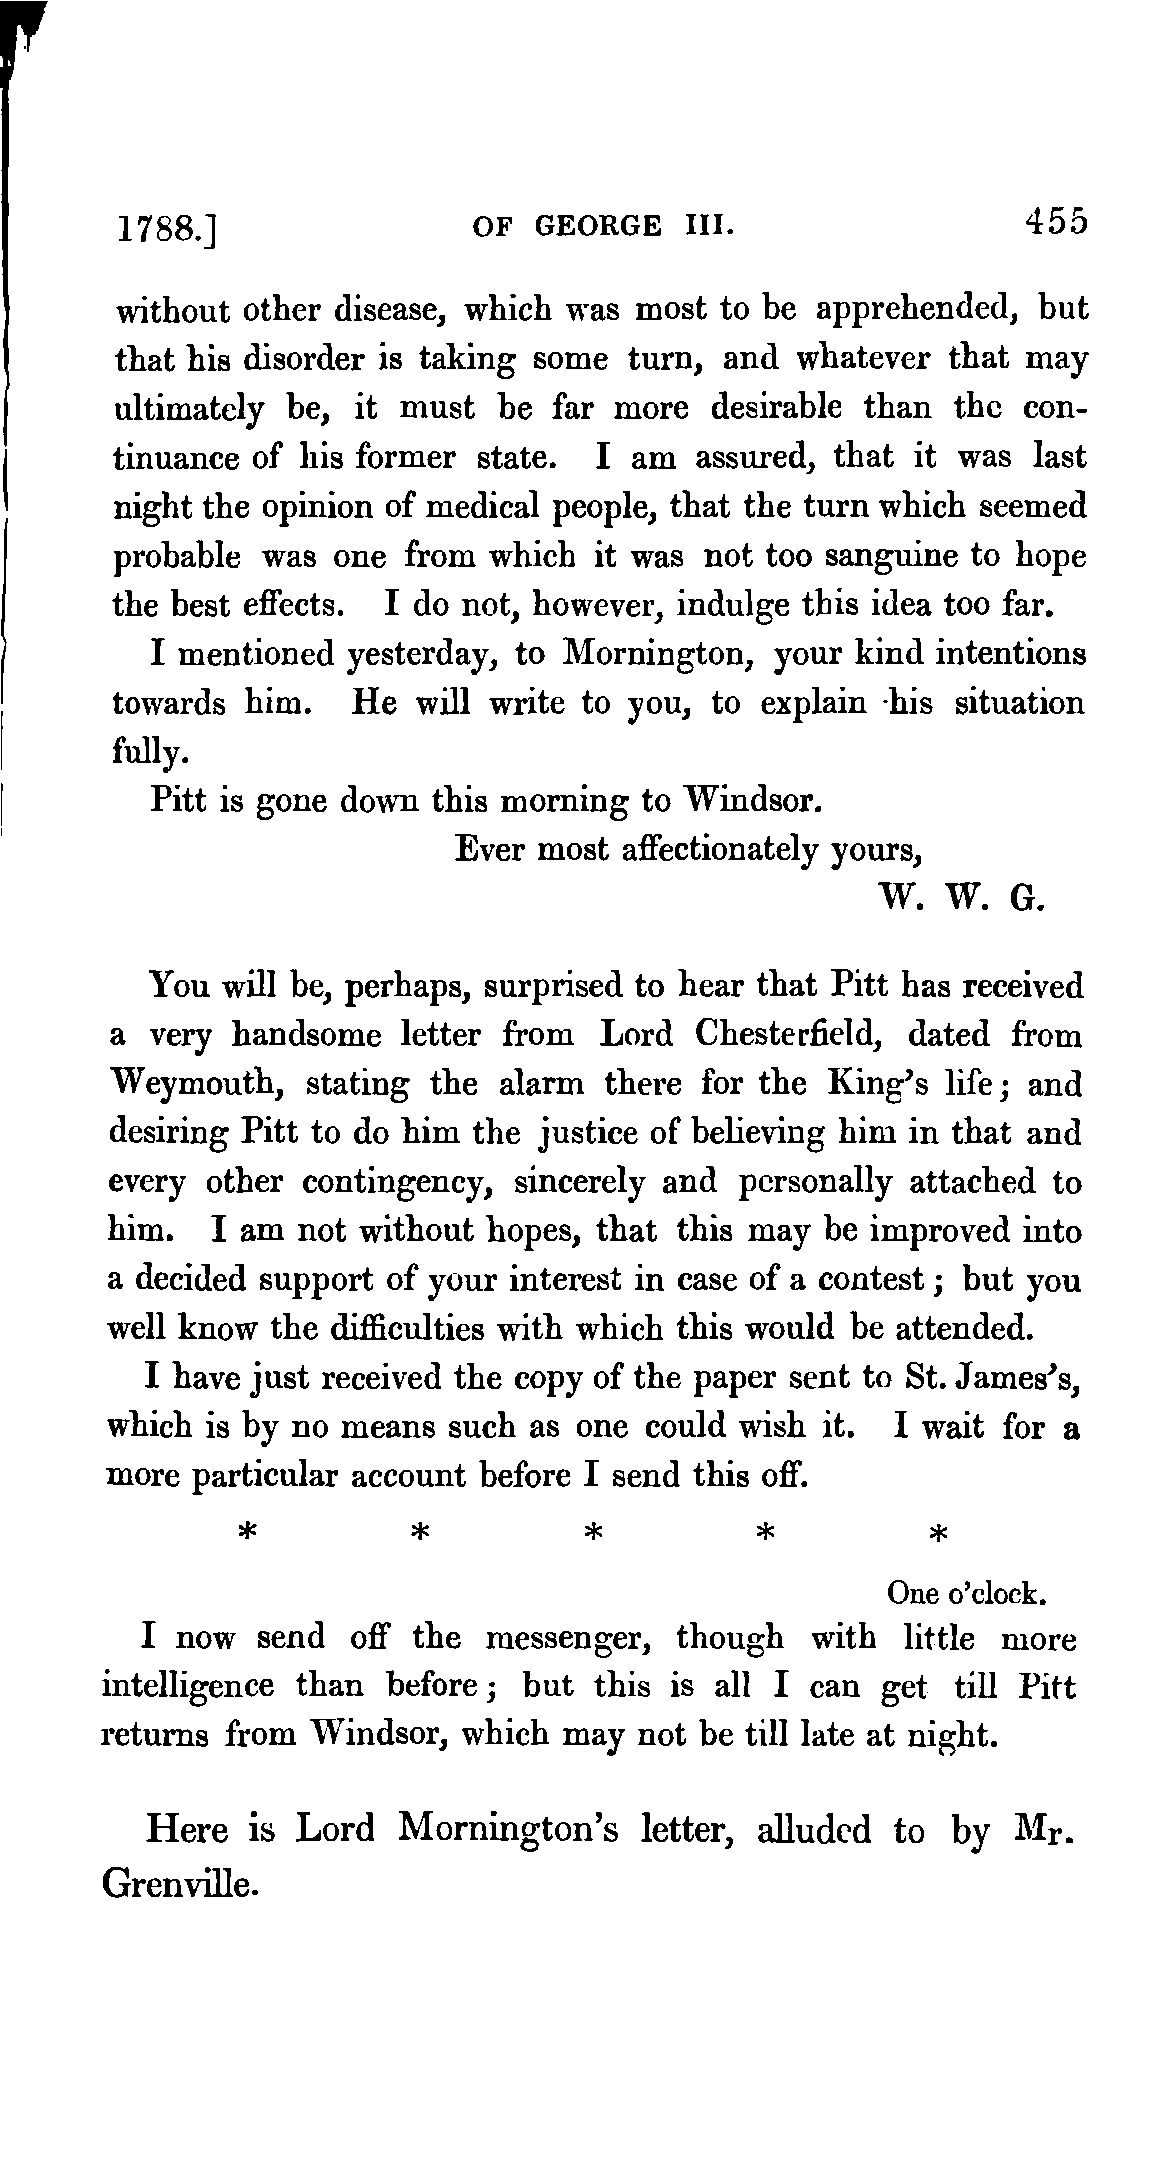 1788.] OF GEORGE III. 455
without other disease, which was most to be apprehended, but
that his disorder is taking some turn, and whatever that may
ultimately be, it must be far more desirable than the con-
tinuance of his former state. I am assured, that it was last
night the opinion of medical people, that the turn which seemed
probable was one from which it was not too sanguine to hope
the best effects. I do not, however, indulge this idea too far.
I mentioned yesterday, to Mornington, your kind intentions
towards him. He will write to you, to explain his situation
fully.
Pitt is gone down this morning to Windsor.
Ever most affectionately yours,
W. W. G.
You will be, perhaps, surprised to hear that Pitt has received
a very handsome letter from Lord Chesterfield, dated from
Weymouth, stating the alarm there for the King's life; and
desiring Pitt to do him the justice of believing him in that and
every other contingency, sincerely and personally attached to
him. I am not without hopes, that this may be improved into
a decided support of your interest in case of a contest; but you
well know the difficulties with which this would be attended.
I have just received the copy of the paper sent to St. James's,
which is by no means such as one could wish it. I wait for a
more particular account before I send this off.
* * * * *
One o'clock.
I now send off the messenger, though with little more
intelligence than before; but this is all I can get till Pitt
returns from Windsor, which may not be till late at night.
Here is Lord Mornington's letter, alluded to by Mr.
Grenville.